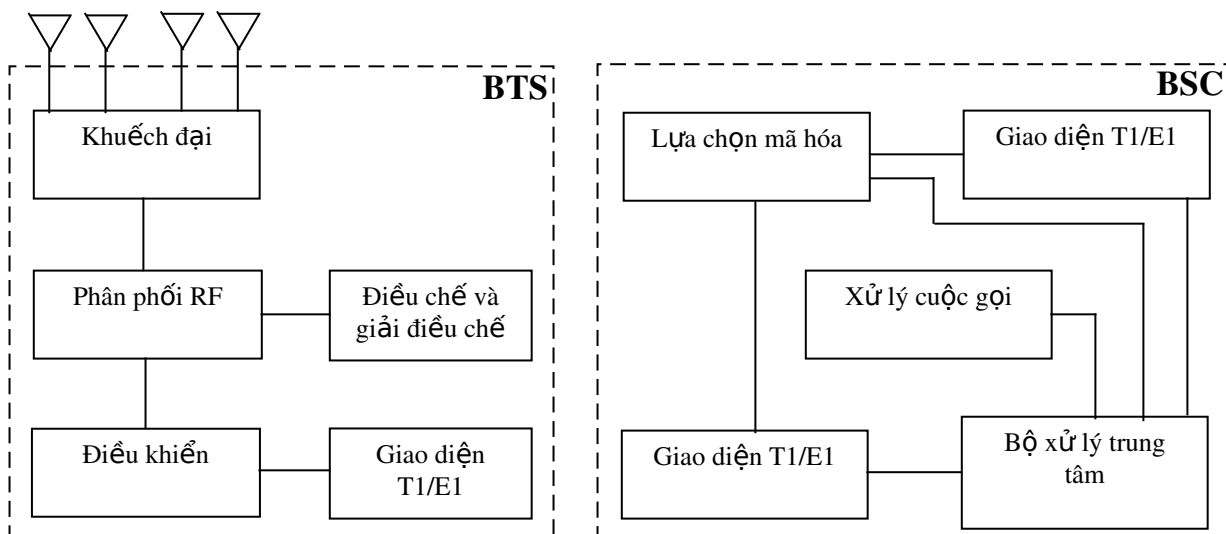 BTS
Khuếch đại
Phân phối RF
Điều chế và
giải điều chế
Điều khiển
Giao diện
T1/E1
BSC
Lựa chọn mã hóa
Giao diện T1/E1
Xử lý cuộc gọi
Giao diện T1/E1
Bộ xử lý trung
tâm